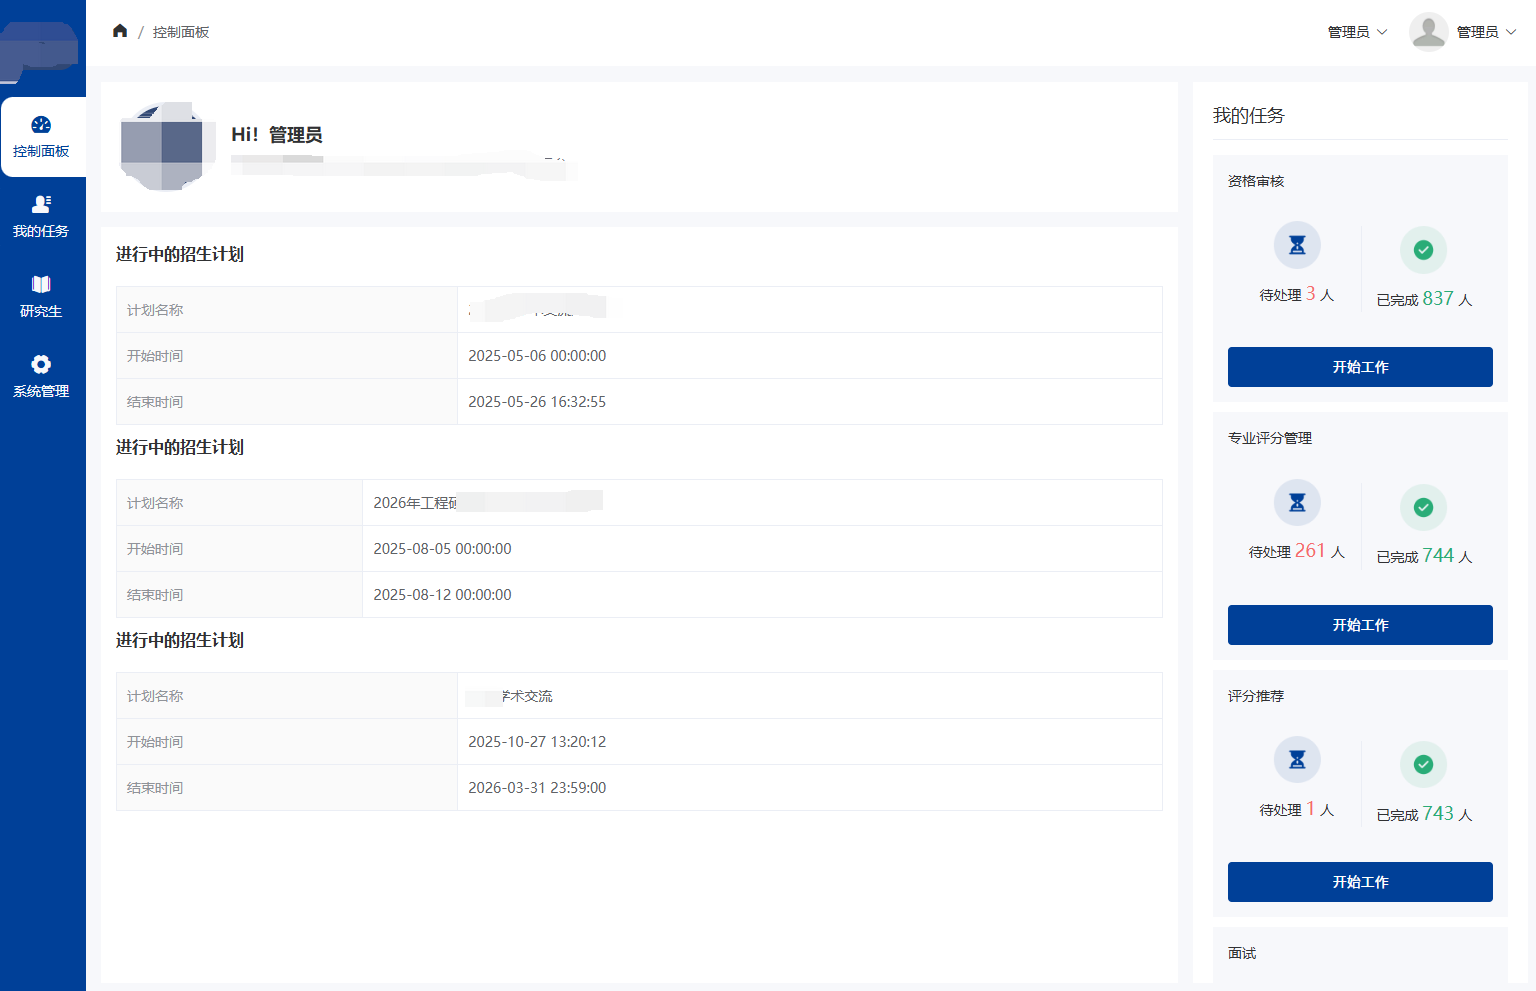 / 控制面板
管理员
管理员
控制面板
我的任务
研究生
系统管理
Hi！管理员
进行中的招生计划
计划名称
开始时间 2025-05-06 00:00:00
结束时间 2025-05-26 16:32:55
进行中的招生计划
计划名称 2026年工程
开始时间 2025-08-05 00:00:00
结束时间 2025-08-12 00:00:00
进行中的招生计划
计划名称 学术交流
开始时间 2025-10-27 13:20:12
结束时间 2026-03-31 23:59:00
我的任务
资格审核
待处理 3 人
已完成 837 人
开始工作
专业评分管理
待处理 261 人
已完成 744 人
开始工作
评分推荐
待处理 1 人
已完成 743 人
开始工作
面试